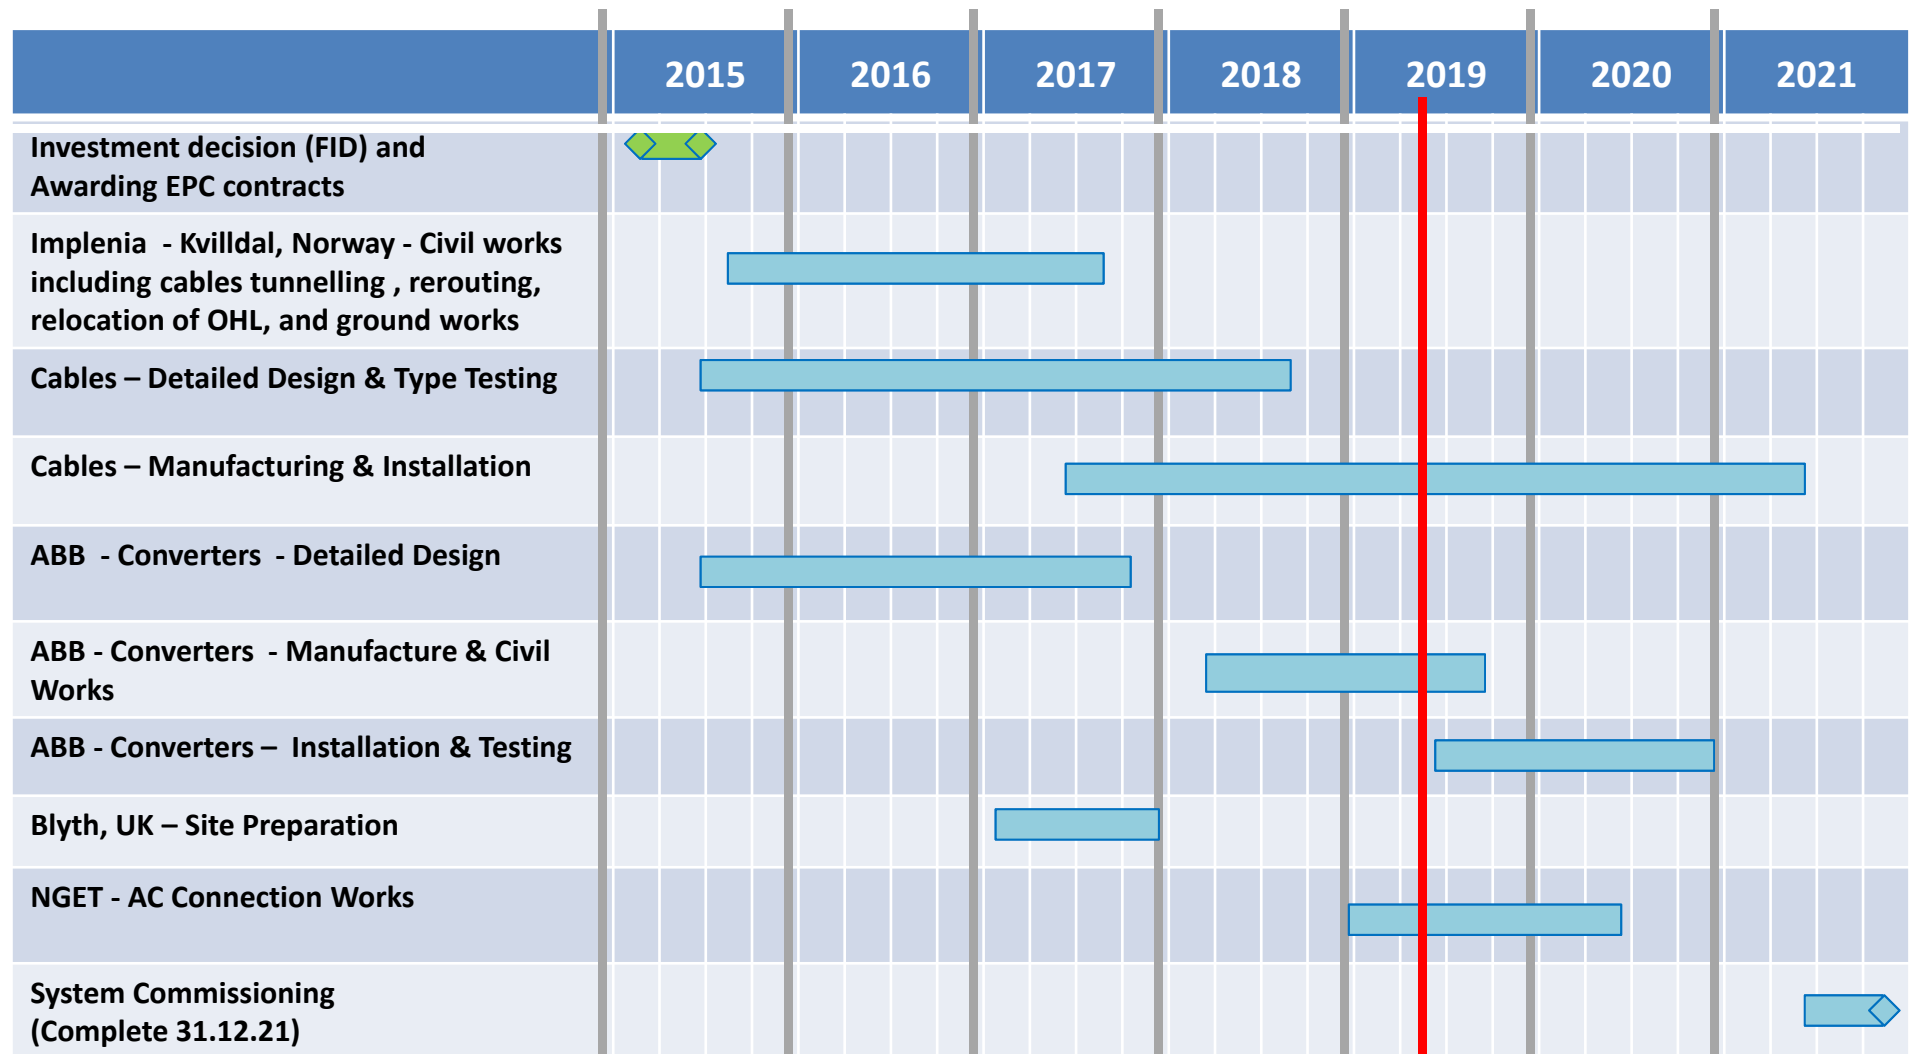 2015 2016 2017 2018 2019 2020 2021
Investment decision (FID) and
Awarding EPC contracts
Implenia  - Kvilldal, Norway - Civil works
including cables tunnelling , rerouting,
relocation of OHL, and ground works
Cables – Detailed Design & Type Testing
Cables – Manufacturing & Installation
ABB  - Converters  - Detailed Design
ABB - Converters  - Manufacture & Civil
Works
ABB - Converters –  Installation & Testing
Blyth, UK – Site Preparation
NGET - AC Connection Works
System Commissioning
(Complete 31.12.21)